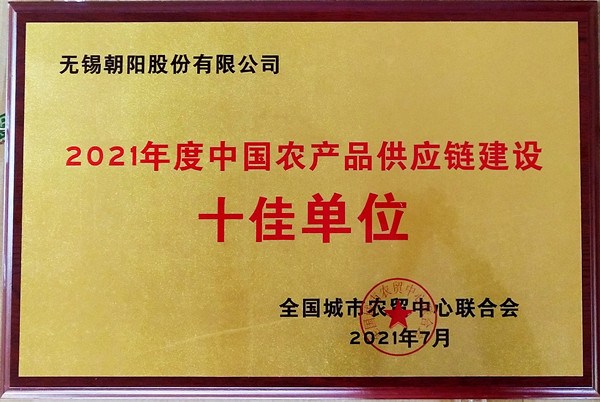 无锡朝阳股份有限公司
2021年度中国农产品供应链建设
十佳单位
全国城市农贸中心联合会
2021年7月